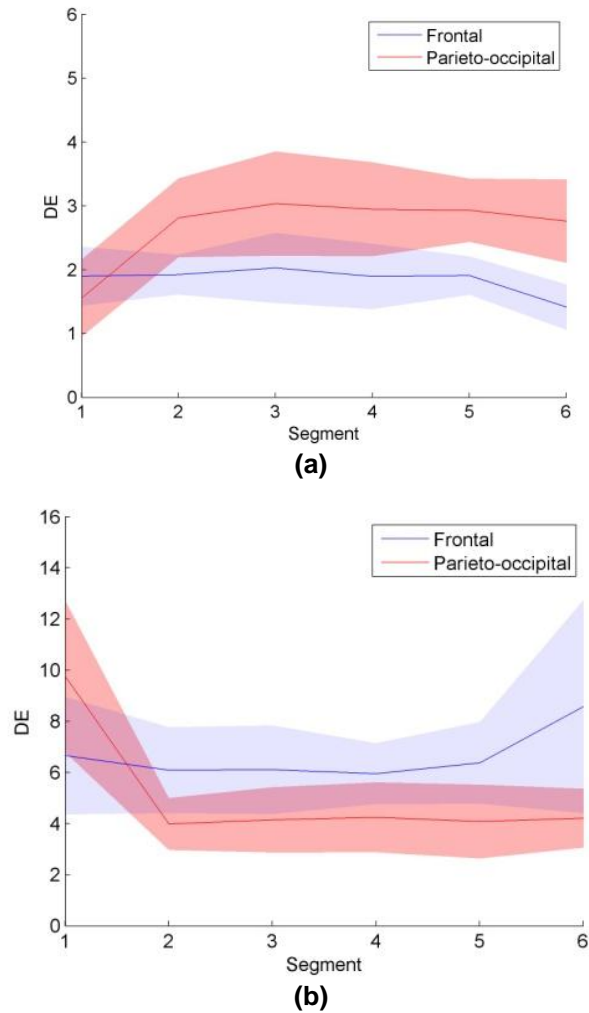 6
5
4
3
2
1
0
DE
Frontal
Parieto-occipital
1 2 3 4 5 6
Segment
(a)
16
14
12
10
8
6
4
2
0
DE
Frontal
Parieto-occipital
1 2 3 4 5 6
Segment
(b)